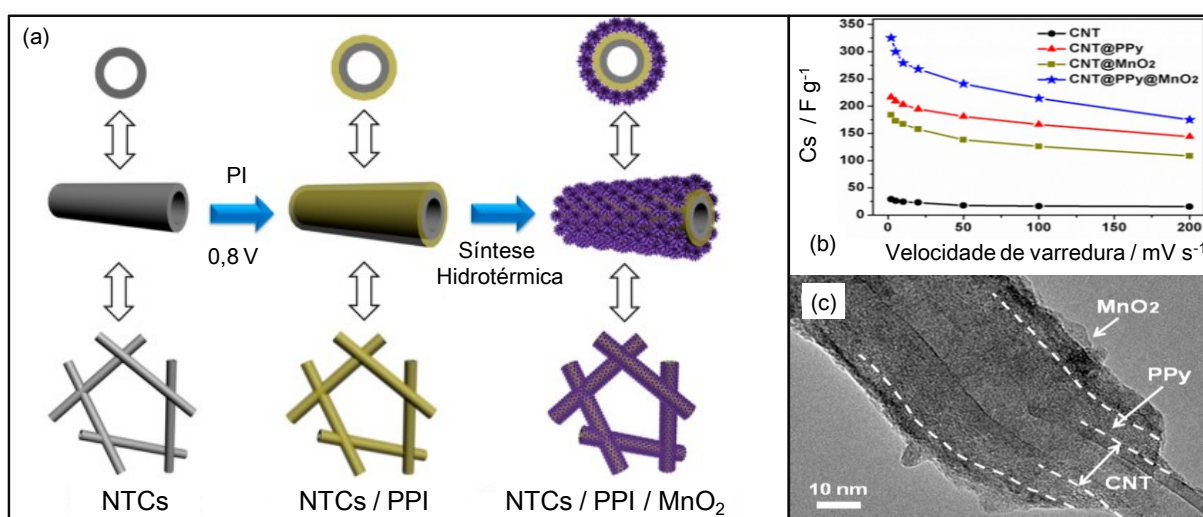 (a)
PI
0,8 V
Síntese
Hidrotérmica
NTCs
NTCs / PPI
NTCs / PPI / MnO₂
Cs / F g⁻¹
350
300
250
200
150
100
50
0
CNT
CNT@PPy
CNT@MnO₂
CNT@PPy@MnO₂
0
50
100
150
200
(b)
Velocidade de varredura / mV s⁻¹
(c)
MnO₂
PPy
CNT
10 nm